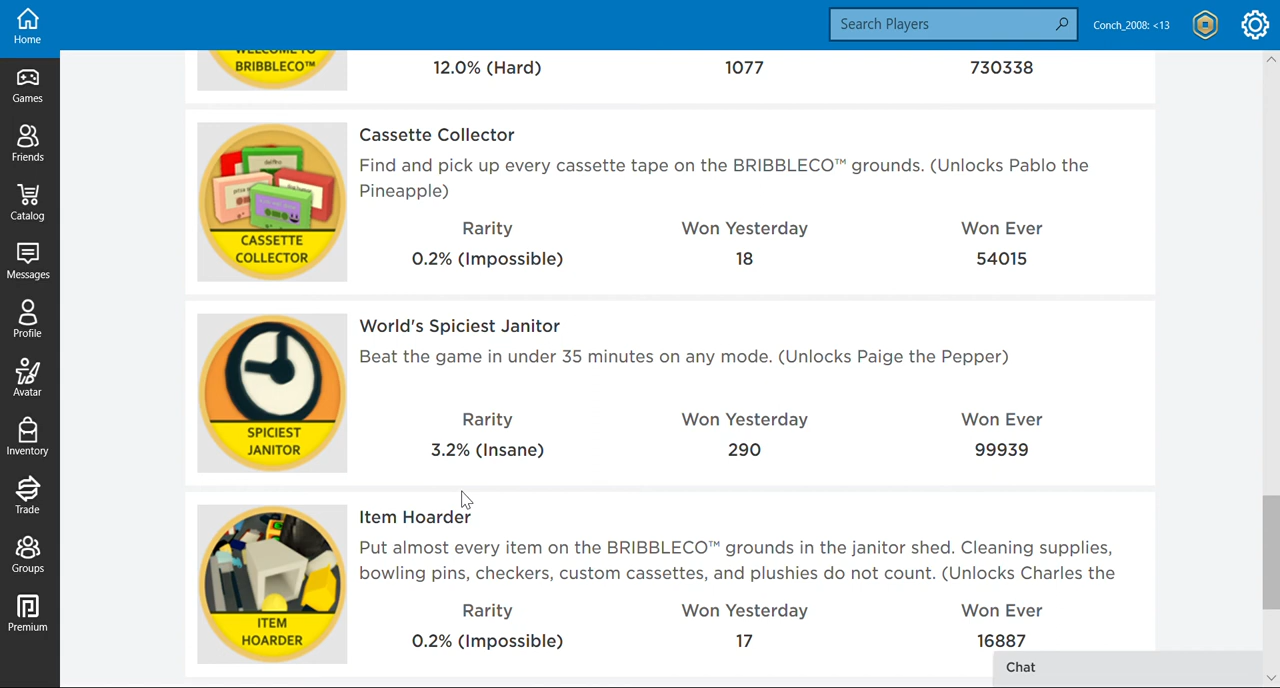 Home
Search Players
Conch_2008: <13
Games
Friends
Catalog
Messages
Profile
Avatar
Inventory
Trade
Groups
Premium
WELCOME TO
BRIBBLECO™
12.0% (Hard) 1077 730338
CASSETTE
COLLECTOR
Cassette Collector
Find and pick up every cassette tape on the BRIBBLECO™ grounds. (Unlocks Pablo the
Pineapple)
Rarity Won Yesterday Won Ever
0.2% (Impossible) 18 54015
SPICIEST
JANITOR
World's Spiciest Janitor
Beat the game in under 35 minutes on any mode. (Unlocks Paige the Pepper)
Rarity Won Yesterday Won Ever
3.2% (Insane) 290 99939
ITEM
HOARDER
Item Hoarder
Put almost every item on the BRIBBLECO™ grounds in the janitor shed. Cleaning supplies,
bowling pins, checkers, custom cassettes, and plushies do not count. (Unlocks Charles the
Rarity Won Yesterday Won Ever
0.2% (Impossible) 17 16887
Chat